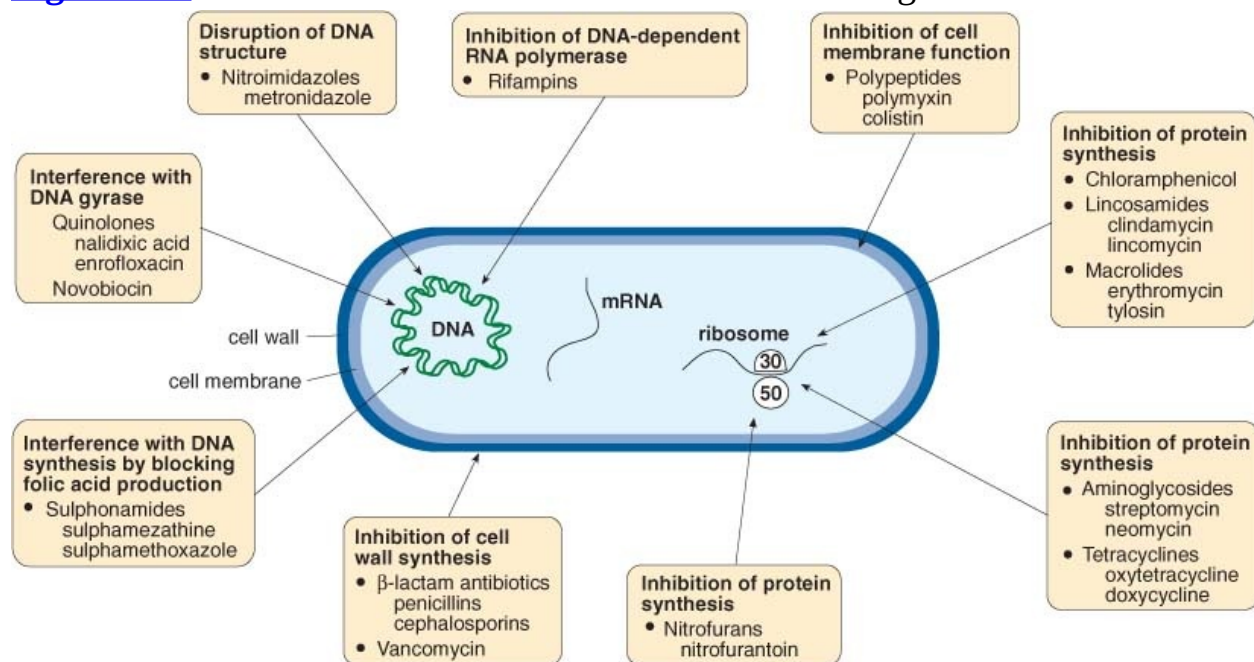 Disruption of DNA
structure
• Nitroimidazoles
metronidazole
Inhibition of DNA-dependent
RNA polymerase
• Rifampins
Inhibition of cell
membrane function
• Polypeptides
polymyxin
colistin
Inhibition of protein
synthesis
• Chloramphenicol
• Lincosamides
clindamycin
lincomycin
• Macrolides
erythromycin
tylosin
Interference with
DNA gyrase
Quinolones
nalidixic acid
enrofloxacin
Novobiocin
cell wall
cell membrane
DNA
mRNA
ribosome
30
50
Interference with DNA
synthesis by blocking
folic acid production
• Sulphonamides
sulphamezathine
sulphamethoxazole
Inhibition of cell
wall synthesis
• β-lactam antibiotics
penicillins
cephalosporins
• Vancomycin
Inhibition of protein
synthesis
• Nitrofurans
nitrofurantoin
Inhibition of protein
synthesis
• Aminoglycosides
streptomycin
neomycin
• Tetracyclines
oxytetracycline
doxycycline